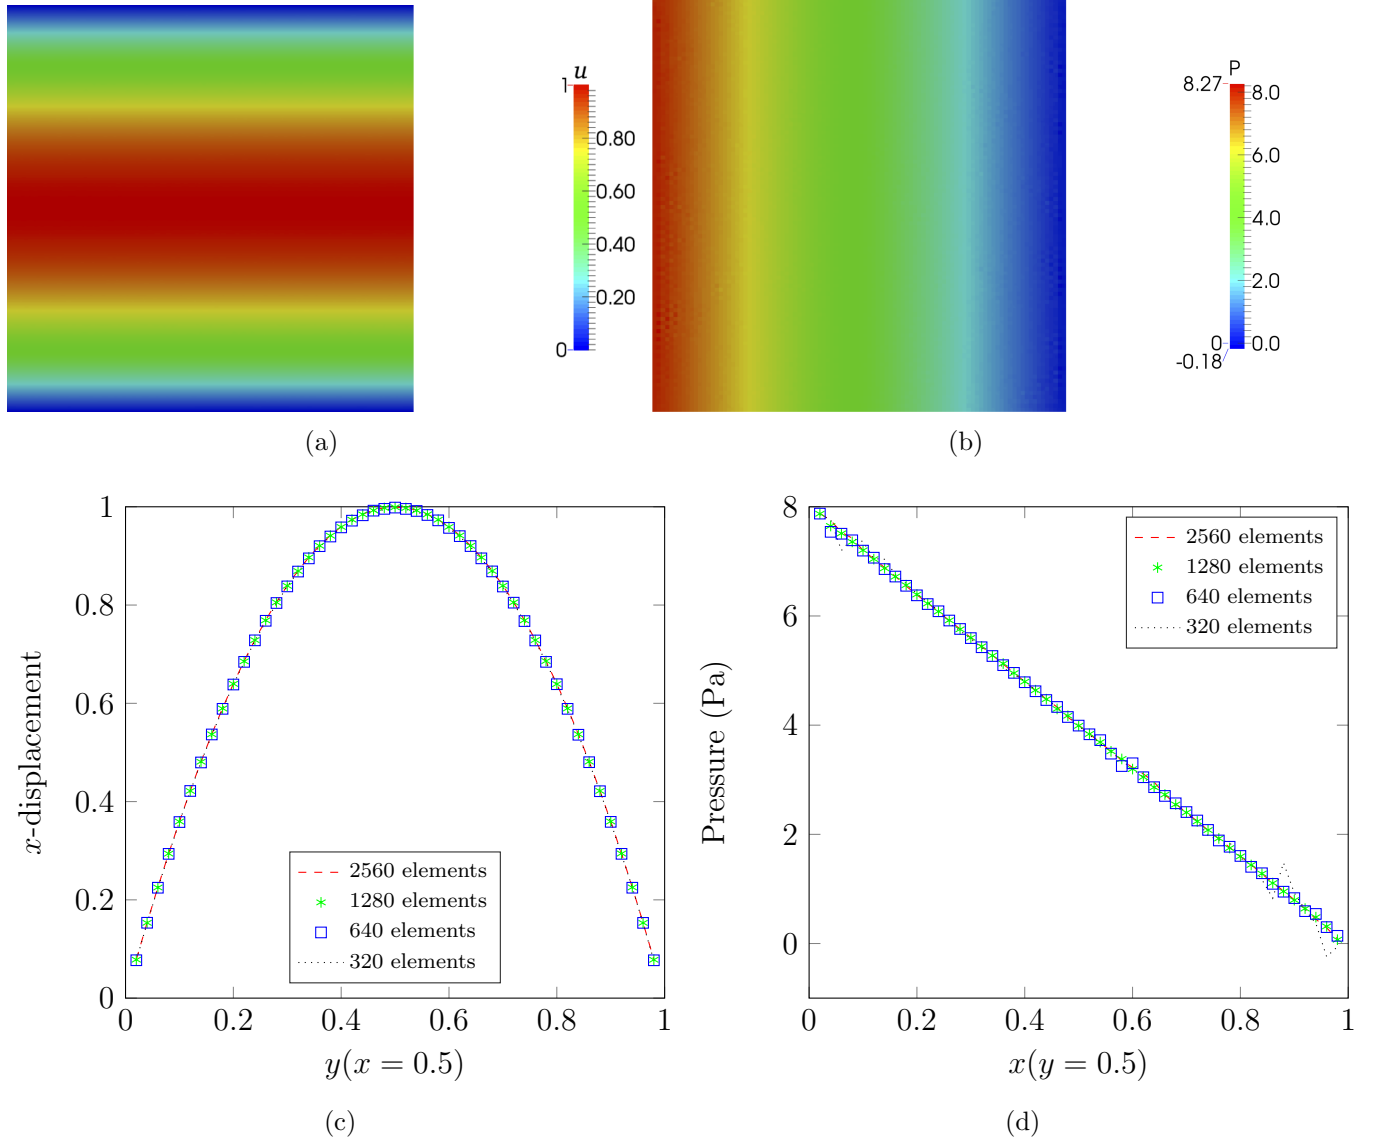 u
1
0.80
0.60
0.40
0.20
0
(a)
P
8.27
8.0
6.0
4.0
2.0
0
0.0
-0.18
(b)
1
0.8
0.6
0.4
0.2
0
x-displacement
2560 elements
1280 elements
640 elements
320 elements
0 0.2 0.4 0.6 0.8 1
y(x = 0.5)
(c)
8
6
4
2
0
Pressure (Pa)
2560 elements
1280 elements
640 elements
320 elements
0 0.2 0.4 0.6 0.8 1
x(y = 0.5)
(d)